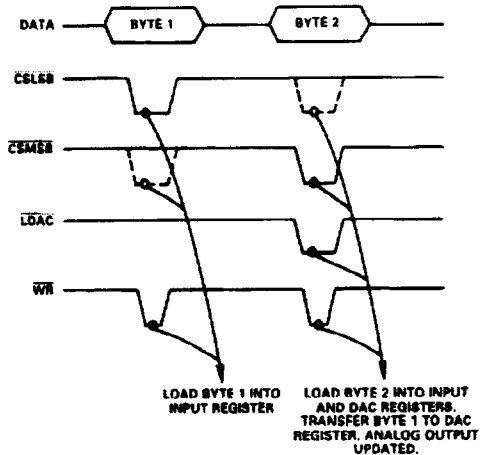 DATA
BYTE 1
BYTE 2
CSLSB
CSMSB
LDAC
WR
LOAD BYTE 1 INTO
INPUT REGISTER
LOAD BYTE 2 INTO INPUT
AND DAC REGISTERS.
TRANSFER BYTE 1 TO DAC
REGISTER. ANALOG OUTPUT
UPDATED.